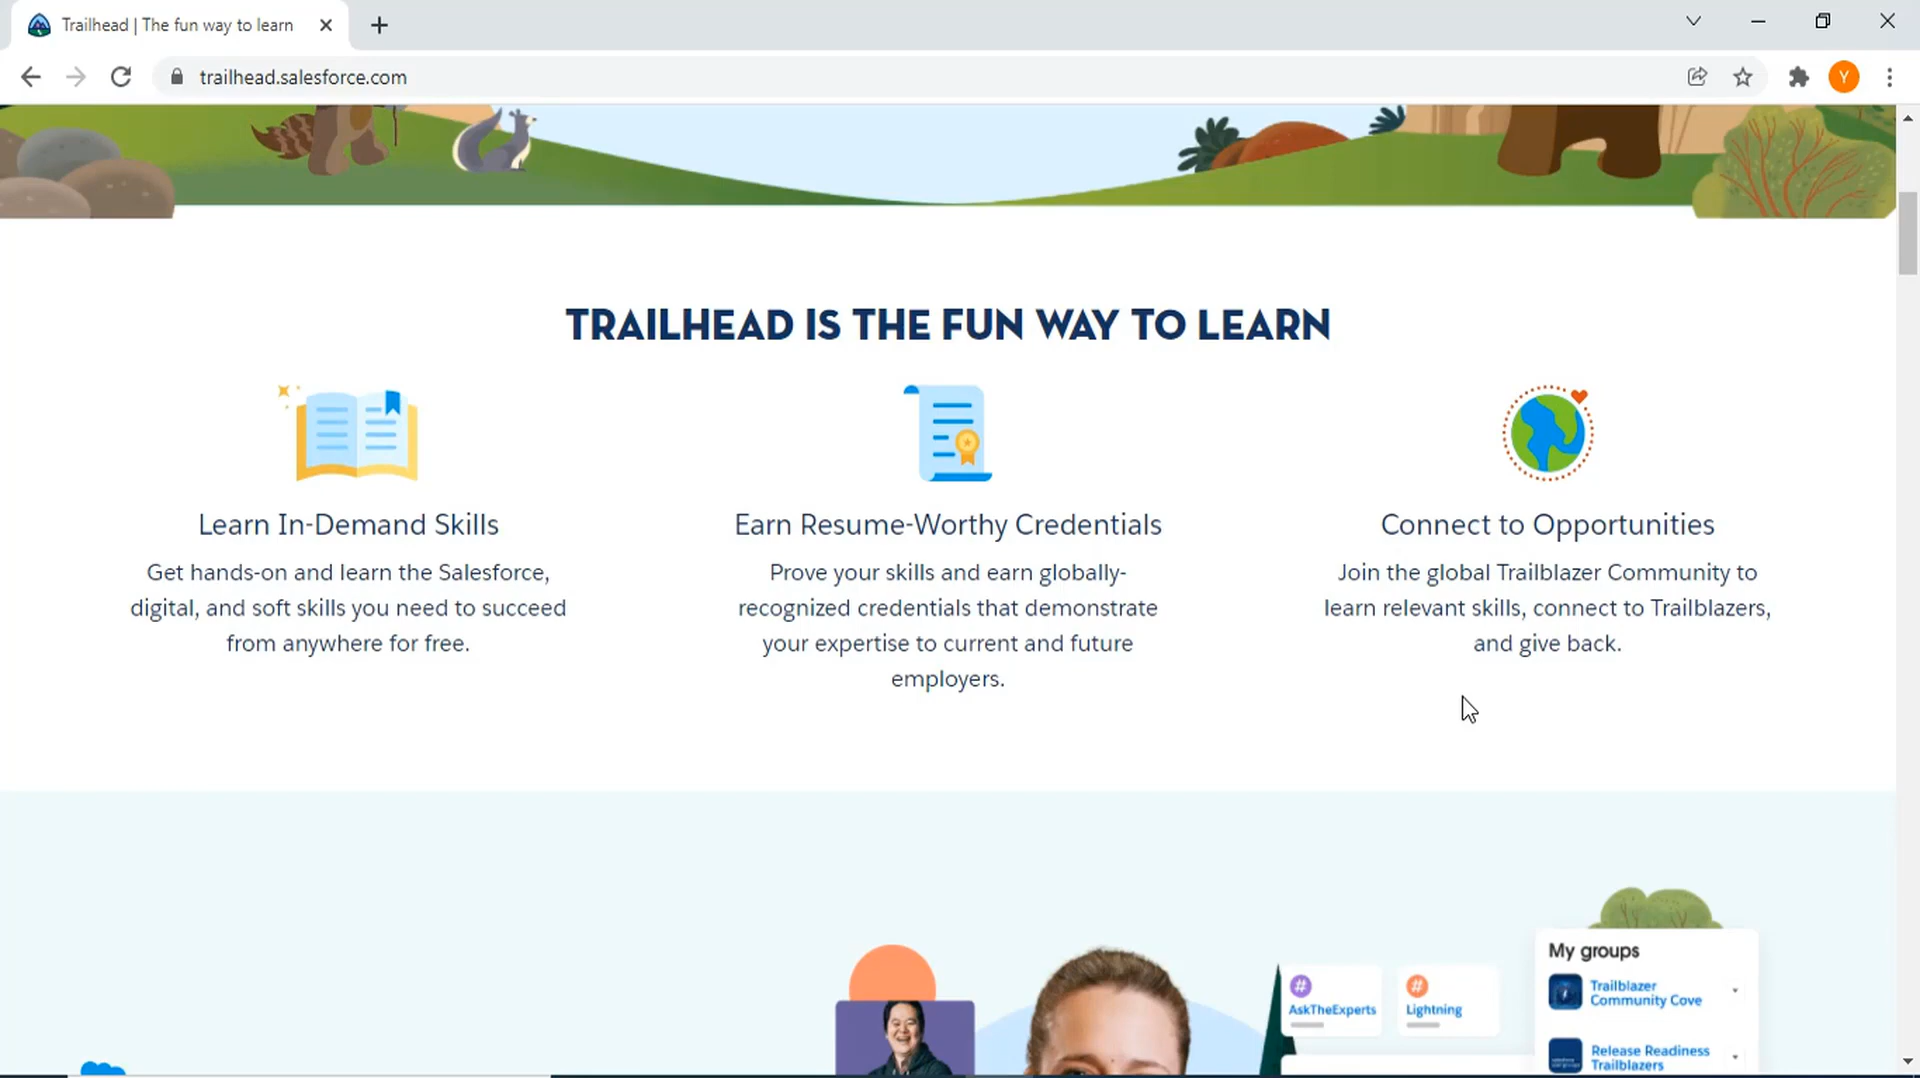 Trailhead | The fun way to learn
trailhead.salesforce.com
Y
TRAILHEAD IS THE FUN WAY TO LEARN
Learn In-Demand Skills
Get hands-on and learn the Salesforce,
digital, and soft skills you need to succeed
from anywhere for free.
Earn Resume-Worthy Credentials
Prove your skills and earn globally-
recognized credentials that demonstrate
your expertise to current and future
employers.
Connect to Opportunities
Join the global Trailblazer Community to
learn relevant skills, connect to Trailblazers,
and give back.
#
AskTheExperts
#
Lightning
My groups
Trailblazer
Community Cove
Release Readiness
Trailblazers